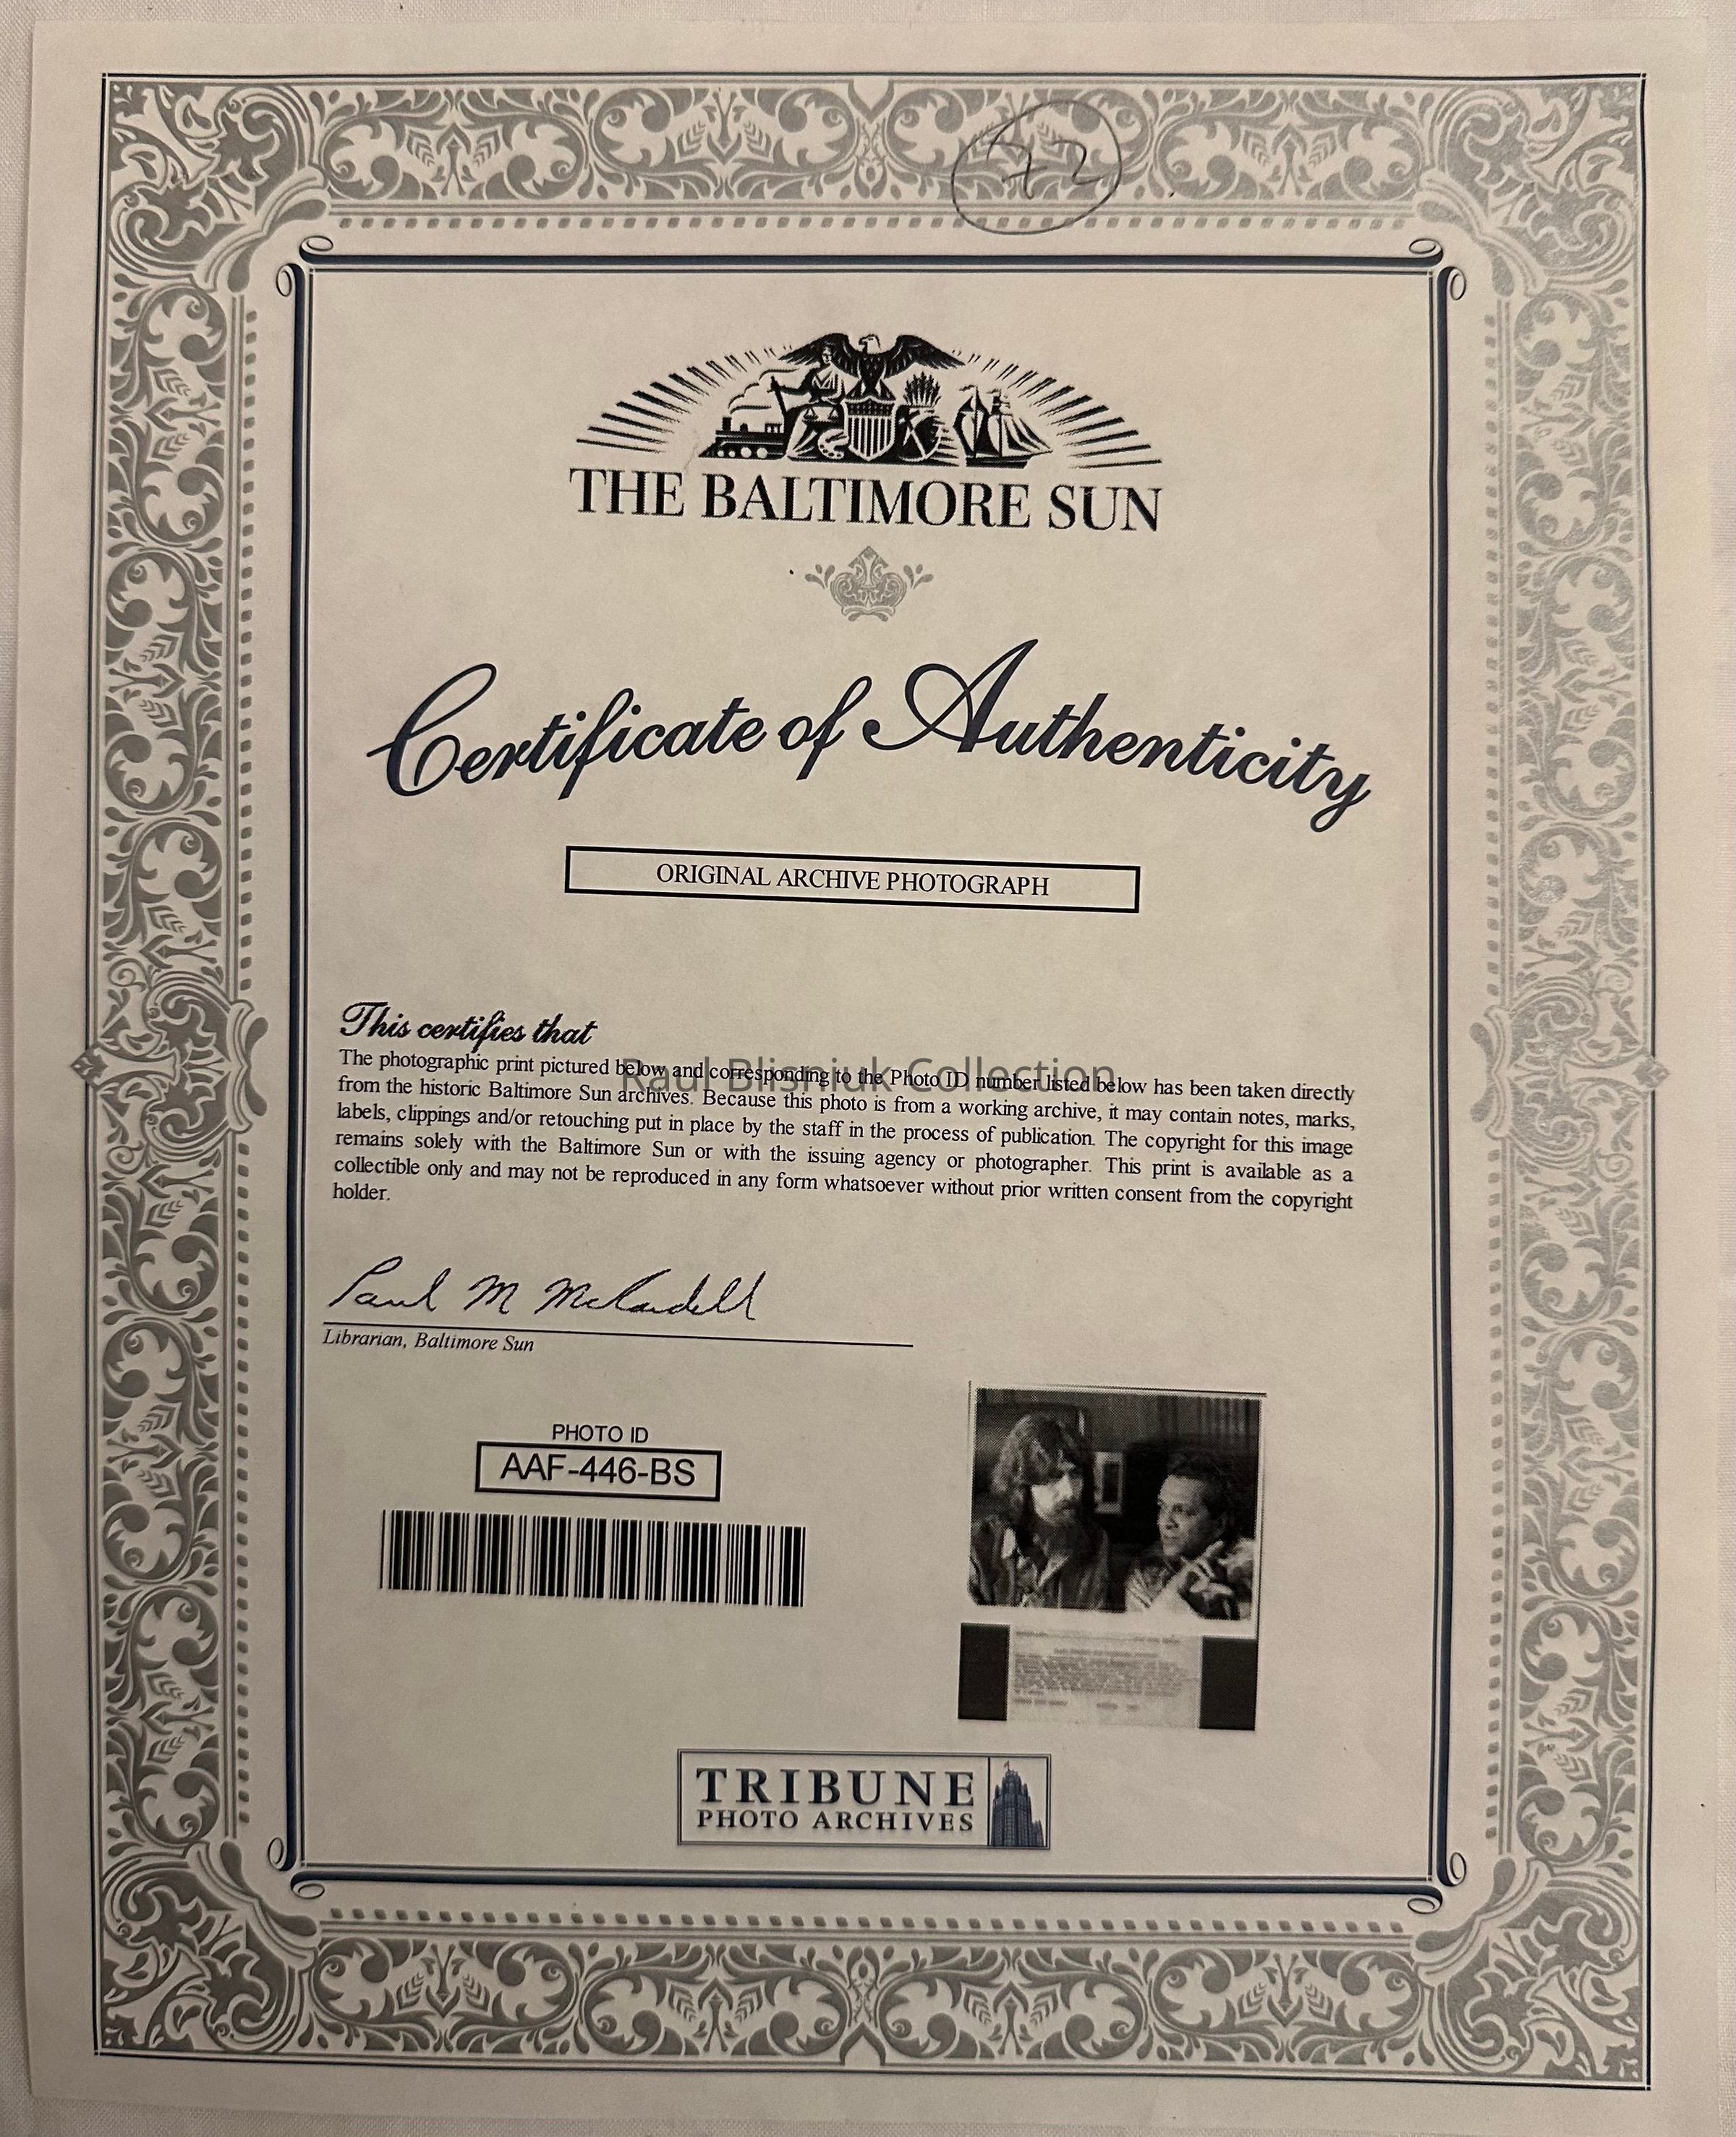 72
THE BALTIMORE SUN
Certificate of Authenticity
ORIGINAL ARCHIVE PHOTOGRAPH
This certifies that
The photographic print pictured below and corresponding to the Photo ID number listed below has been taken directly
Raul Blisniuk Collection
from the historic Baltimore Sun archives. Because this photo is from a working archive, it may contain notes, marks,
labels, clippings and/or retouching put in place by the staff in the process of publication. The copyright for this image
remains solely with the Baltimore Sun or with the issuing agency or photographer. This print is available as a
collectible only and may not be reproduced in any form whatsoever without prior written consent from the copyright
holder.
Paul M McCardell
Librarian, Baltimore Sun
PHOTO ID
AAF-446-BS
TRIBUNE
PHOTO ARCHIVES